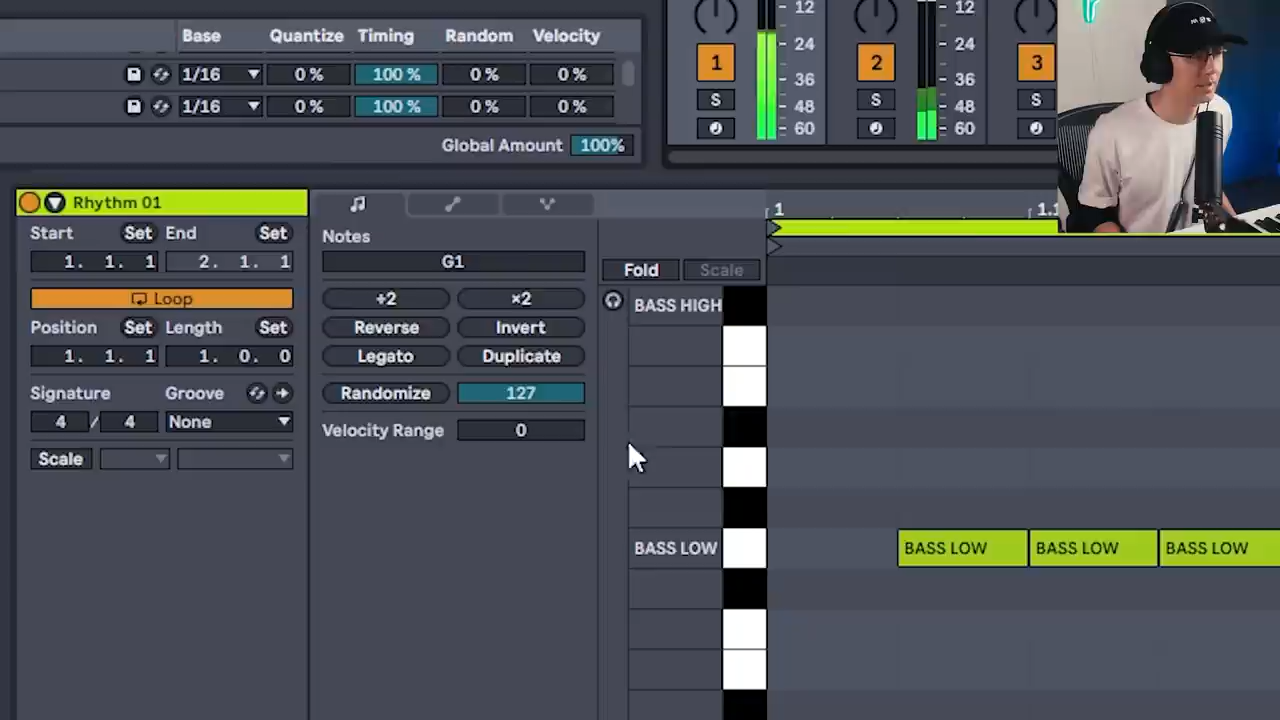 Base Quantize Timing Random Velocity
1/16 0 % 100 % 0 % 0 %
1/16 0 % 100 % 0 % 0 %
Global Amount 100%
12 12
24 24
36 36
48 48
60 60
1 2 3
S S S
Rhythm 01
Start Set End Set
1. 1. 1 2. 1. 1
Loop
Position Set Length Set
1. 1. 1 1. 0. 0
Signature Groove
4 / 4 None
Scale
Notes
G1
÷2 ×2
Reverse Invert
Legato Duplicate
Randomize 127
Velocity Range 0
1 1.1
Fold Scale
BASS HIGH
BASS LOW BASS LOW BASS LOW BASS LOW